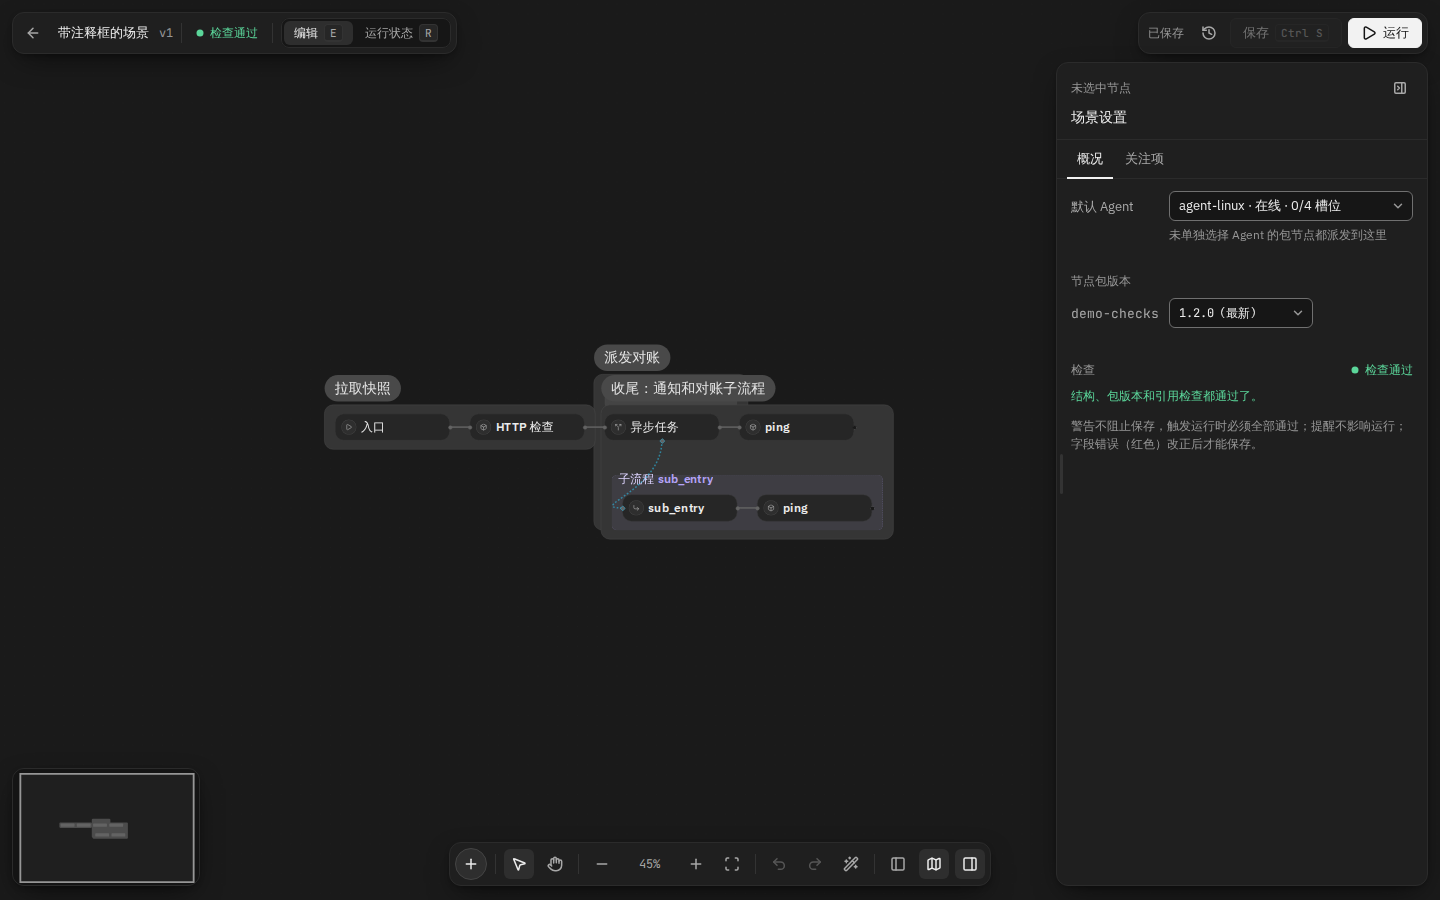 带注释框的场景 v1 检查通过 编辑 E 运行状态 R
已保存 保存 Ctrl S 运行
未选中节点
场景设置
概况 关注项
默认 Agent agent-linux · 在线 · 0/4 槽位
未单独选择 Agent 的包节点都派发到这里
节点包版本
demo-checks 1.2.0 (最新)
检查 检查通过
结构、包版本和引用检查都通过了。
警告不阻止保存，触发运行时必须全部通过；提醒不影响运行；
字段错误（红色）改正后才能保存。
派发对账
拉取快照
收尾：通知和对账子流程
入口
HTTP 检查
异步任务
ping
子流程 sub_entry
sub_entry
ping
45%